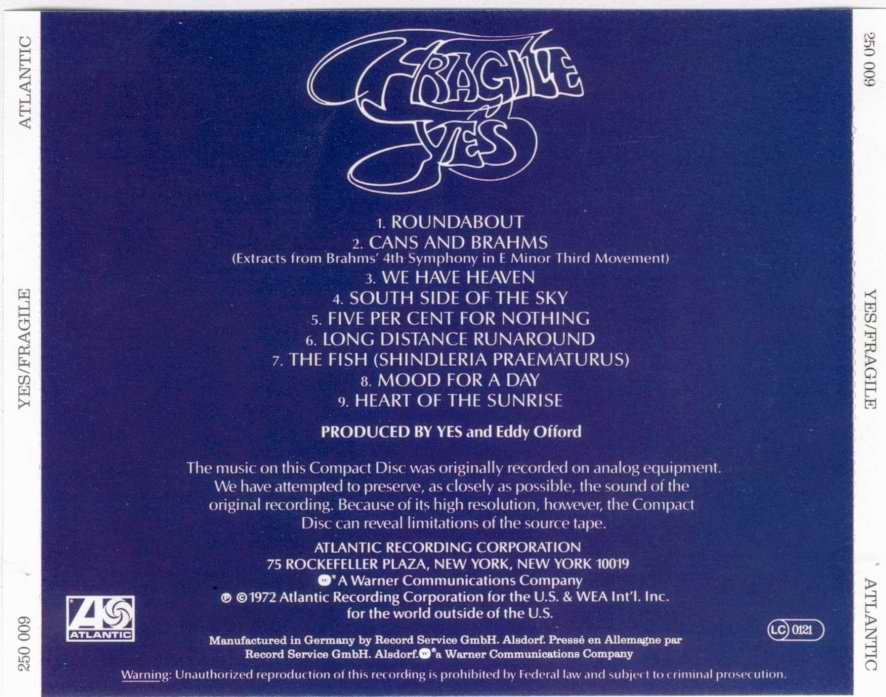 FRAGILE
YES
1. ROUNDABOUT
2. CANS AND BRAHMS
(Extracts from Brahms' 4th Symphony in E Minor Third Movement)
3. WE HAVE HEAVEN
4. SOUTH SIDE OF THE SKY
5. FIVE PER CENT FOR NOTHING
6. LONG DISTANCE RUNAROUND
7. THE FISH (SHINDLERIA PRAEMATURUS)
8. MOOD FOR A DAY
9. HEART OF THE SUNRISE
PRODUCED BY YES and Eddy Offord
The music on this Compact Disc was originally recorded on analog equipment.
We have attempted to preserve, as closely as possible, the sound of the
original recording. Because of its high resolution, however, the Compact
Disc can reveal limitations of the source tape.
ATLANTIC RECORDING CORPORATION
75 ROCKEFELLER PLAZA, NEW YORK, NEW YORK 10019
A Warner Communications Company
℗ © 1972 Atlantic Recording Corporation for the U.S. & WEA Int'l. Inc.
for the world outside of the U.S.
Manufactured in Germany by Record Service GmbH. Alsdorf. Pressé en Allemagne par
Record Service GmbH. Alsdorf. a Warner Communications Company
Warning: Unauthorized reproduction of this recording is prohibited by Federal law and subject to criminal prosecution.
ATLANTIC
LC 0121
ATLANTIC
YES/FRAGILE
250 009
250 009
YES/FRAGILE
ATLANTIC